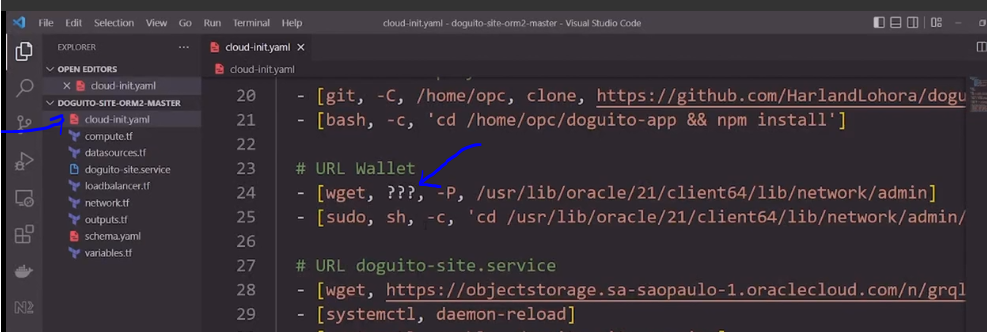 File Edit Selection View Go Run Terminal Help cloud-init.yaml - doguito-site-orm2-master - Visual Studio Code
EXPLORER ...
OPEN EDITORS
cloud-init.yaml
DOGUITO-SITE-ORM2-MASTER
cloud-init.yaml
compute.tf
datasources.tf
doguito-site.service
loadbalancer.tf
network.tf
outputs.tf
schema.yaml
variables.tf
cloud-init.yaml
cloud-init.yaml
20 - [git, -C, /home/opc, clone, https://github.com/HarlandLohora/dogu
21 - [bash, -c, 'cd /home/opc/doguito-app && npm install']
22
23 # URL Wallet
24 - [wget, ???, -P, /usr/lib/oracle/21/client64/lib/network/admin]
25 - [sudo, sh, -c, 'cd /usr/lib/oracle/21/client64/lib/network/admin/
26
27 # URL doguito-site.service
28 - [wget, https://objectstorage.sa-saopaulo-1.oraclecloud.com/n/grql
29 - [systemctl, daemon-reload]